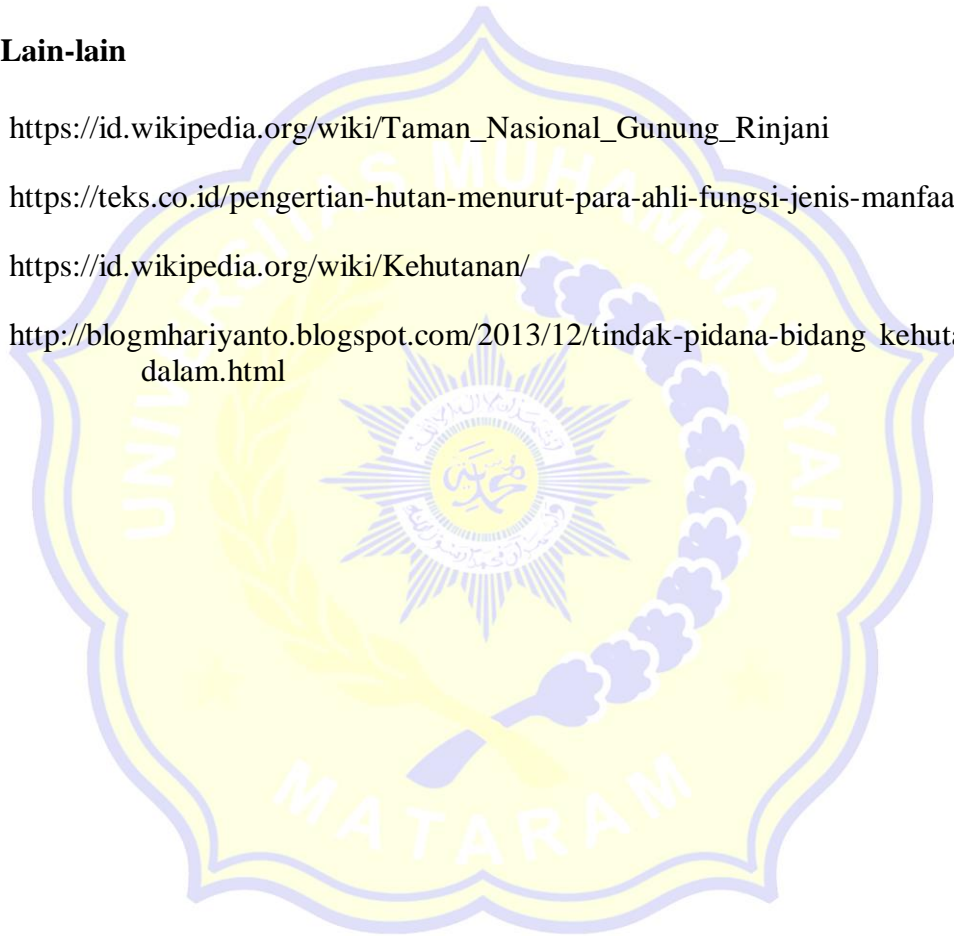 Lain-lain
https://id.wikipedia.org/wiki/Taman_Nasional_Gunung_Rinjani
https://teks.co.id/pengertian-hutan-menurut-para-ahli-fungsi-jenis-manfaa
https://id.wikipedia.org/wiki/Kehutanan/
http://blogmhariyanto.blogspot.com/2013/12/tindak-pidana-bidang kehuta
dalam.html
UNIVERSITAS MUHAMMADIYAH
MATARAM